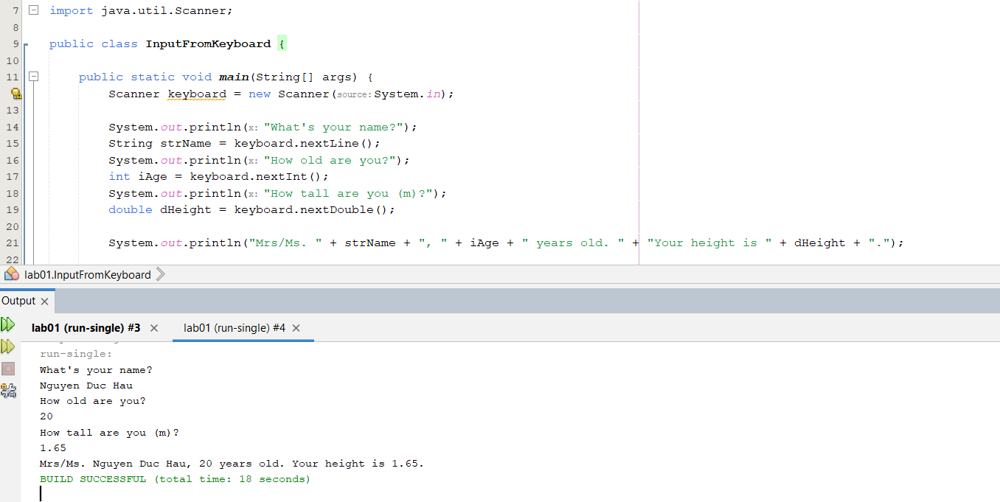 7 import java.util.Scanner;
8
9 public class InputFromKeyboard {
10
11 public static void main(String[] args) {
Scanner keyboard = new Scanner(source: System.in);
13
14 System.out.println(x: "What's your name?");
15 String strName = keyboard.nextLine();
16 System.out.println(x: "How old are you?");
17 int iAge = keyboard.nextInt();
18 System.out.println(x: "How tall are you (m)?");
19 double dHeight = keyboard.nextDouble();
20
21 System.out.println("Mrs/Ms. " + strName + ", " + iAge + " years old. " + "Your height is " + dHeight + ".");
22
lab01.InputFromKeyboard
Output
lab01 (run-single) #3 lab01 (run-single) #4
run-single:
What's your name?
Nguyen Duc Hau
How old are you?
20
How tall are you (m)?
1.65
Mrs/Ms. Nguyen Duc Hau, 20 years old. Your height is 1.65.
BUILD SUCCESSFUL (total time: 18 seconds)